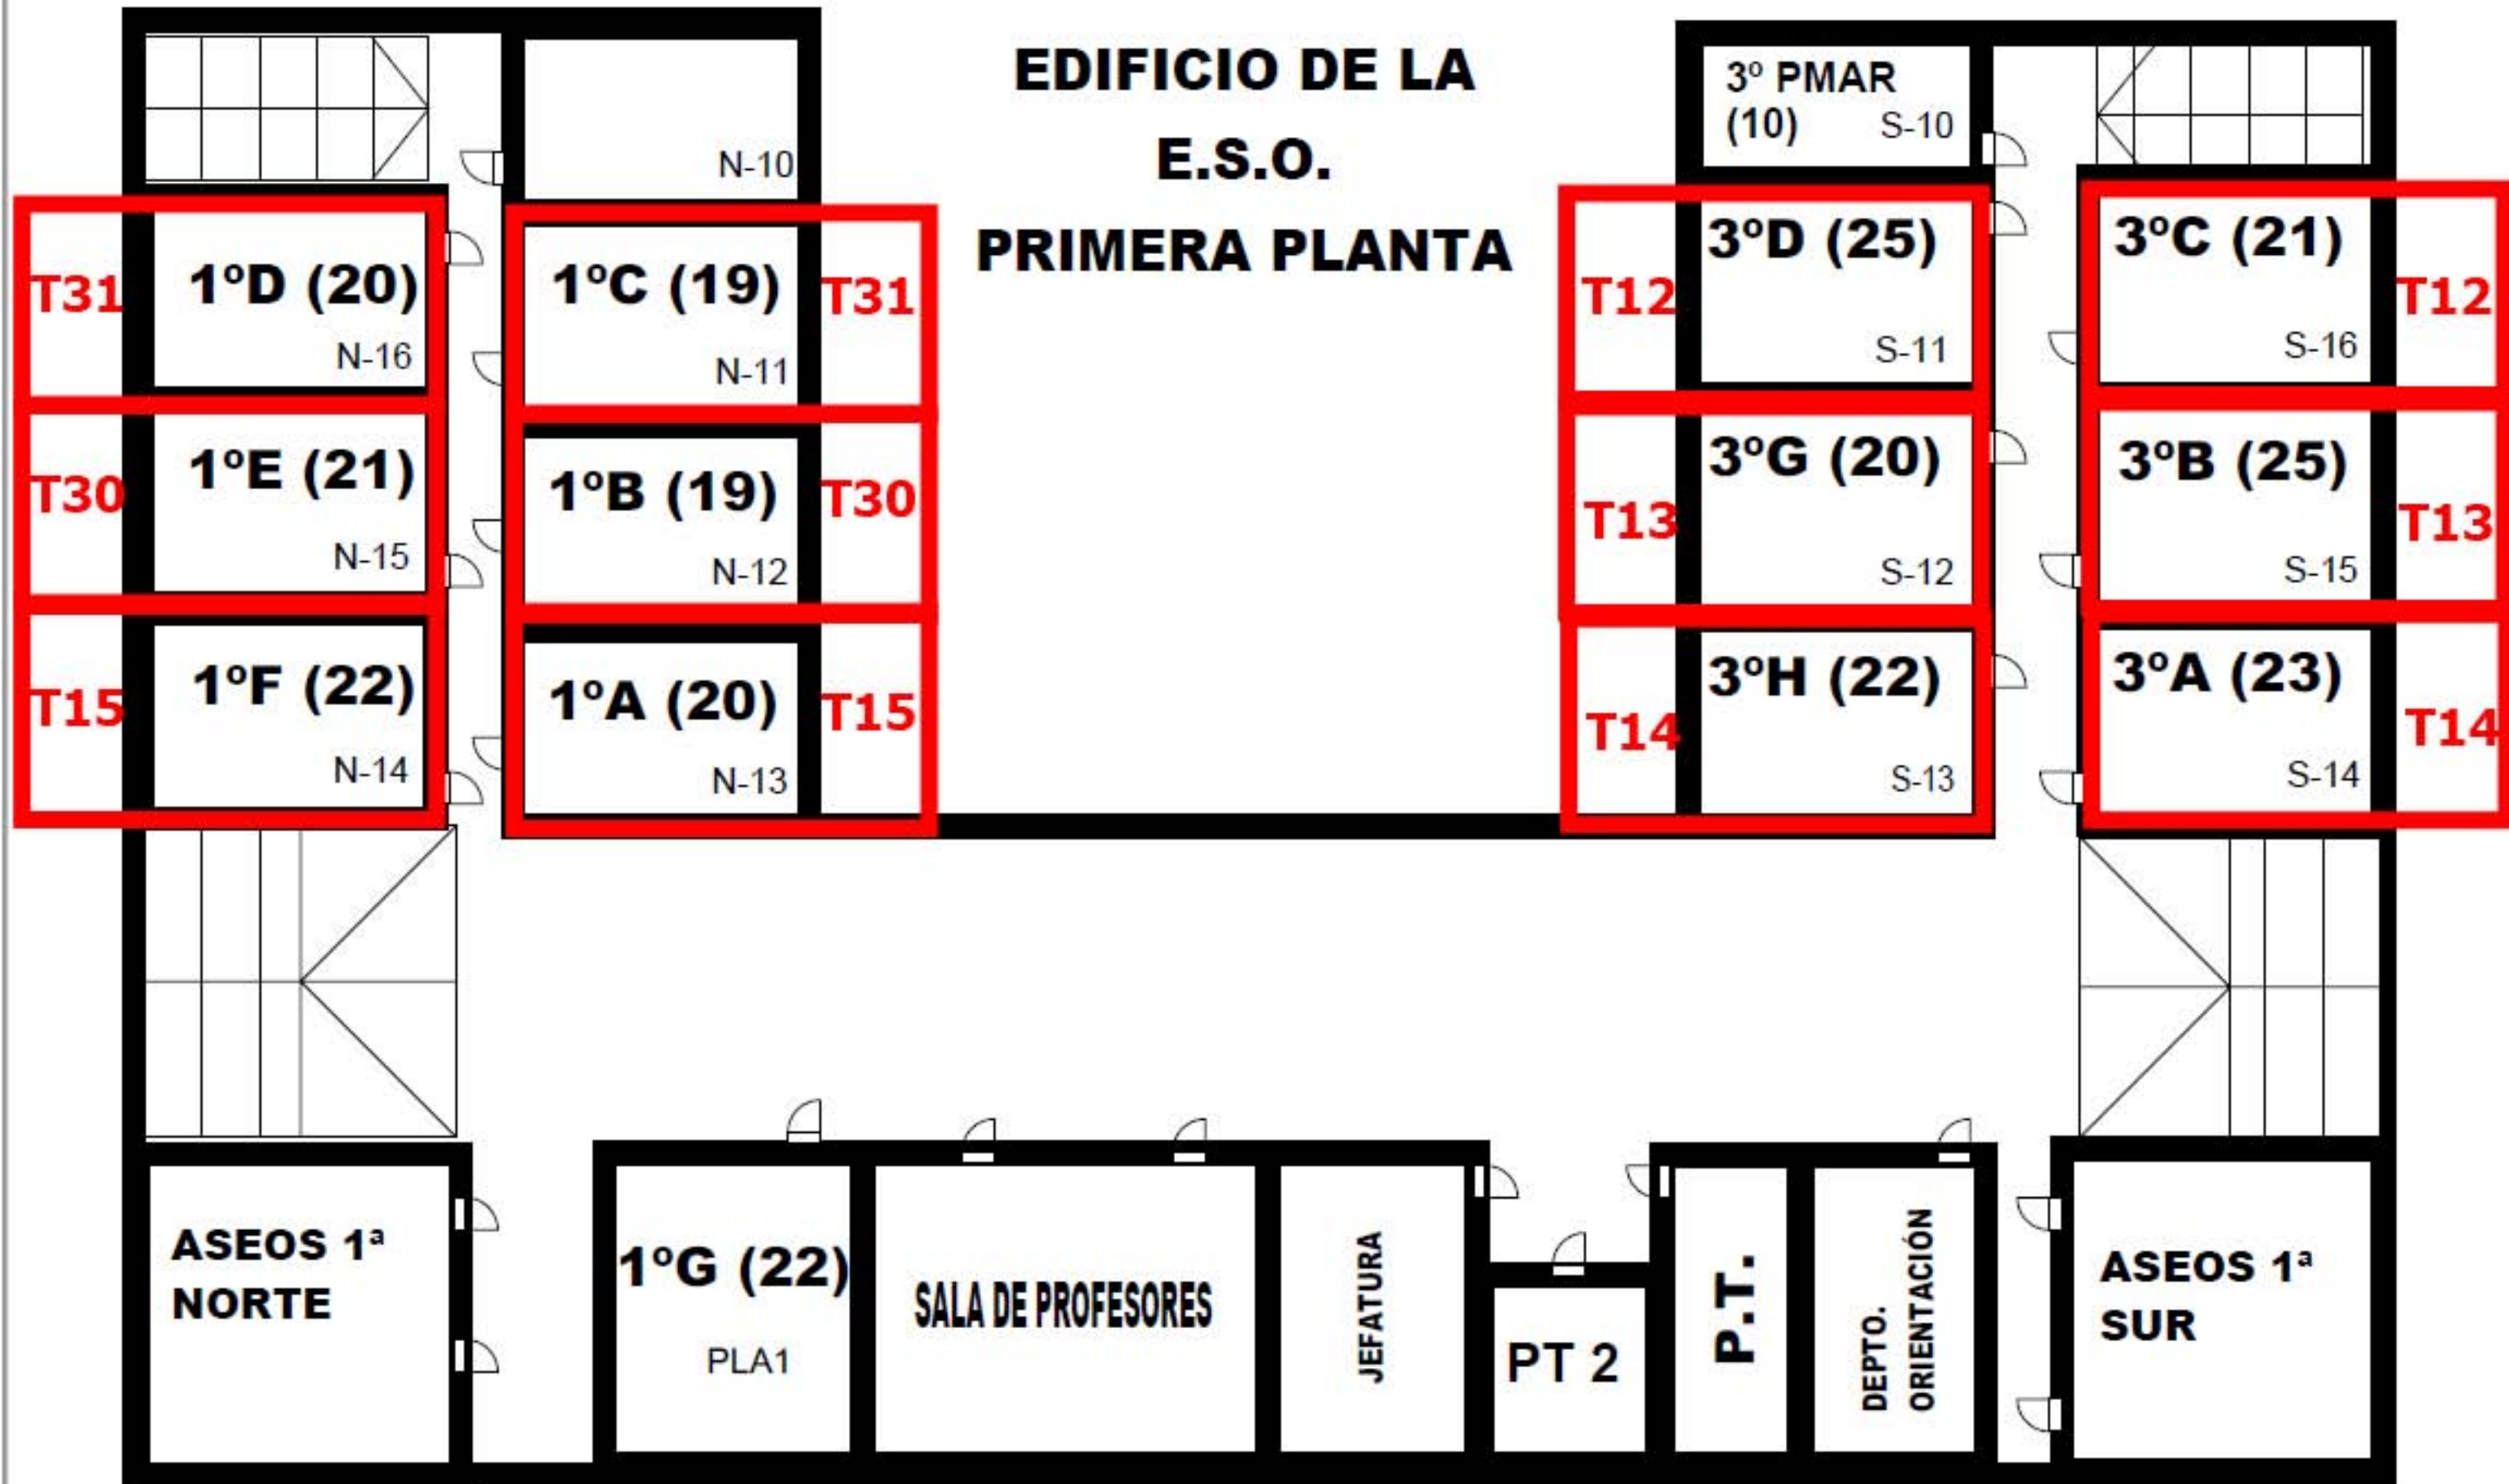 EDIFICIO DE LA
E.S.O.
PRIMERA PLANTA
N-10
3º PMAR
(10) S-10
T31
1ºD (20)
N-16
1ºC (19)
N-11
T31
T12
3ºD (25)
S-11
3ºC (21)
S-16
T12
T30
1ºE (21)
N-15
1ºB (19)
N-12
T30
T13
3ºG (20)
S-12
3ºB (25)
S-15
T13
T15
1ºF (22)
N-14
1ºA (20)
N-13
T15
T14
3ºH (22)
S-13
3ºA (23)
S-14
T14
ASEOS 1ª
NORTE
1ºG (22)
PLA1
SALA DE PROFESORES
JEFATURA
PT 2
P.T.
DEPTO.
ORIENTACIÓN
ASEOS 1ª
SUR